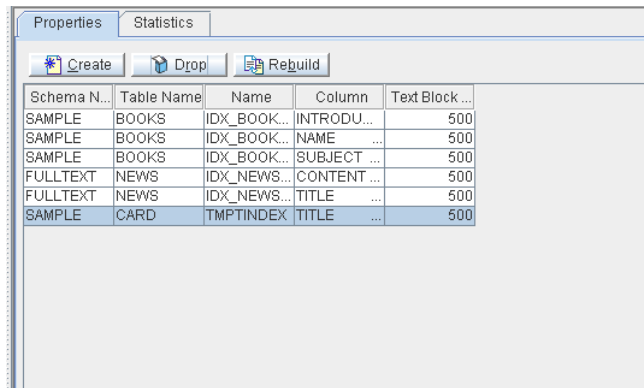 Properties Statistics
Create Drop Rebuild
Schema N... Table Name Name Column Text Block ...
SAMPLE BOOKS IDX_BOOK... INTRODU... 500
SAMPLE BOOKS IDX_BOOK... NAME ... 500
SAMPLE BOOKS IDX_BOOK... SUBJECT ... 500
FULLTEXT NEWS IDX_NEWS... CONTENT ... 500
FULLTEXT NEWS IDX_NEWS... TITLE ... 500
SAMPLE CARD TMPTINDEX TITLE ... 500